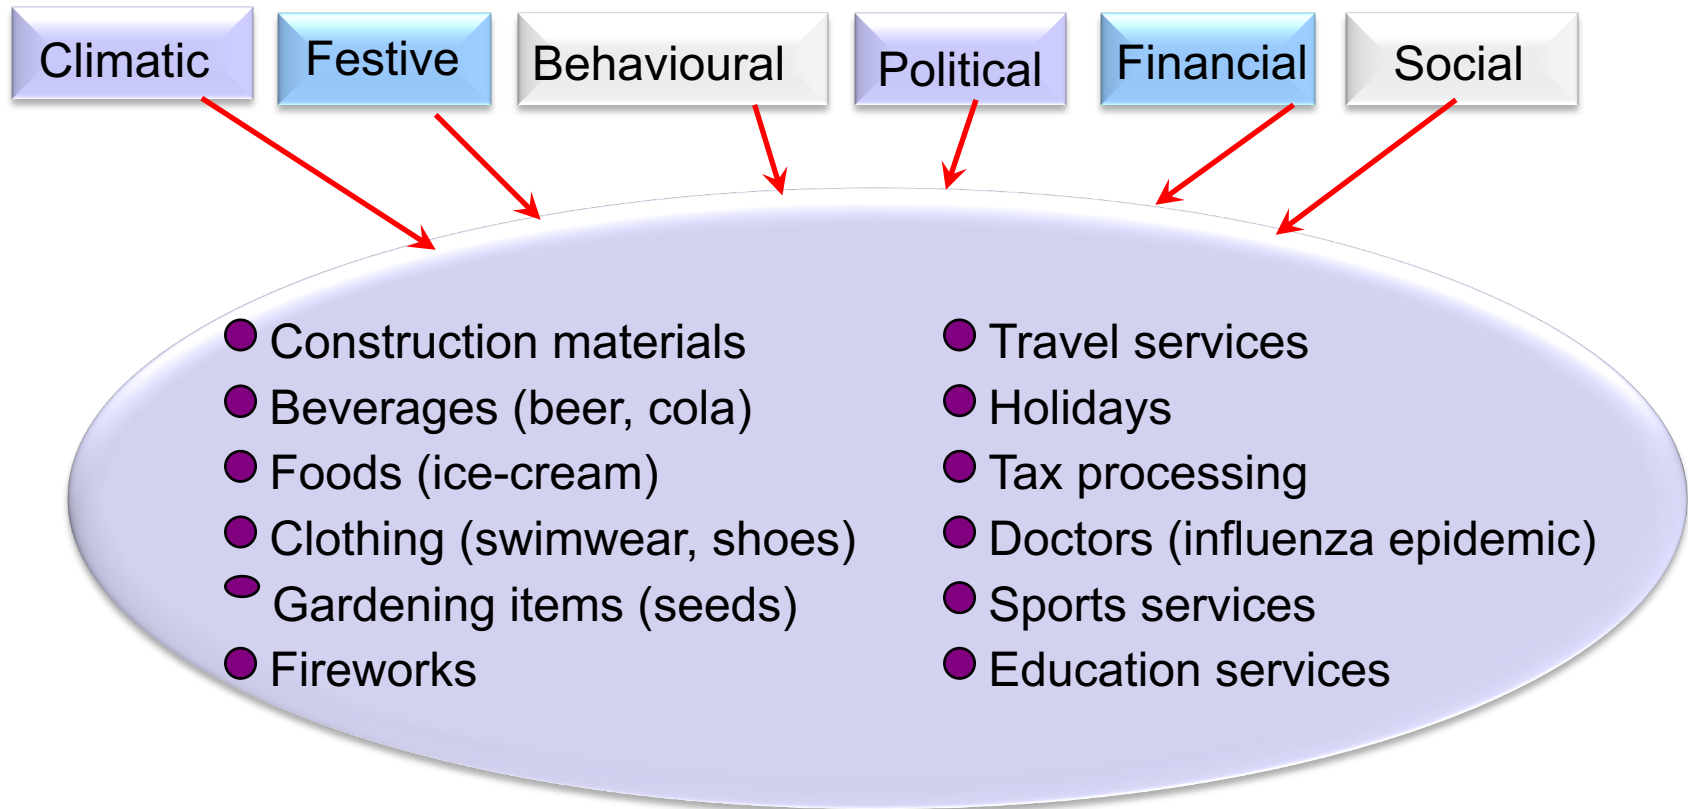 Climatic
Festive
Behavioural
Political
Financial
Social
Construction materials
Beverages (beer, cola)
Foods (ice-cream)
Clothing (swimwear, shoes)
Gardening items (seeds)
Fireworks
Travel services
Holidays
Tax processing
Doctors (influenza epidemic)
Sports services
Education services